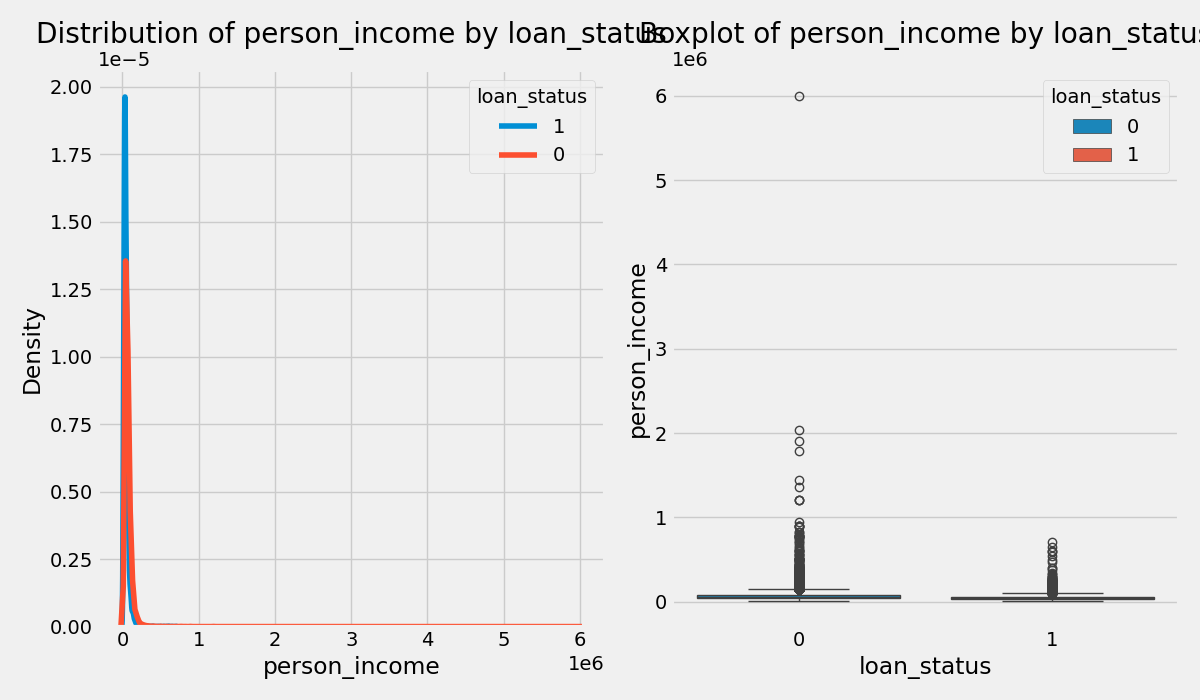 Distribution of person_income by loan_status
1e−5
2.00
1.75
1.50
1.25
1.00
0.75
0.50
0.25
0.00
Density
0
1
2
3
4
5
6
1e6
person_income
loan_status
1
0
Boxplot of person_income by loan_status
1e6
6
5
4
3
2
1
0
person_income
0
1
loan_status
loan_status
0
1